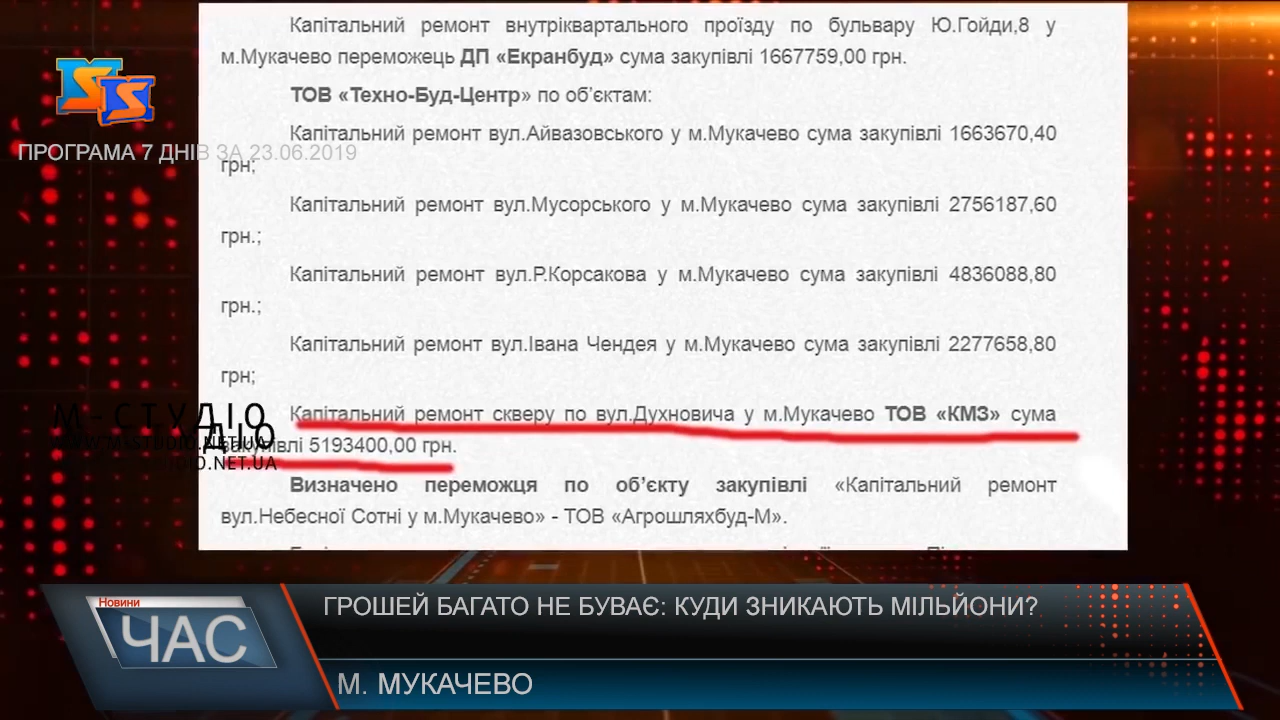 Капітальний ремонт внутріквартального проїзду по бульвару Ю.Гойди,8 у
м.Мукачево переможець ДП «Екранбуд» сума закупівлі 1667759,00 грн.
ТОВ «Техно-Буд-Центр» по об’єктам:
Капітальний ремонт вул.Айвазовського у м.Мукачево сума закупівлі 1663670,40
ПРОГРАМА 7 ДНІВ ЗА 23.06.2019
грн;
Капітальний ремонт вул.Мусорського у м.Мукачево сума закупівлі 2756187,60
грн.;
Капітальний ремонт вул.Р.Корсакова у м.Мукачево сума закупівлі 4836088,80
грн.;
Капітальний ремонт вул.Івана Чендея у м.Мукачево сума закупівлі 2277658,80
грн;
Капітальний ремонт скверу по вул.Духновича у м.Мукачево ТОВ «КМЗ» сума
закупівлі 5193400,00 грн.
М-СТУДІО
WWW.M-STUDIO.NET.UA
Визначено переможця по об’єкту закупівлі «Капітальний ремонт
вул.Небесної Сотні у м.Мукачево» - ТОВ «Агрошляхбуд-М».
Новини
ЧАС
ГРОШЕЙ БАГАТО НЕ БУВАЄ: КУДИ ЗНИКАЮТЬ МІЛЬЙОНИ?
М. МУКАЧЕВО